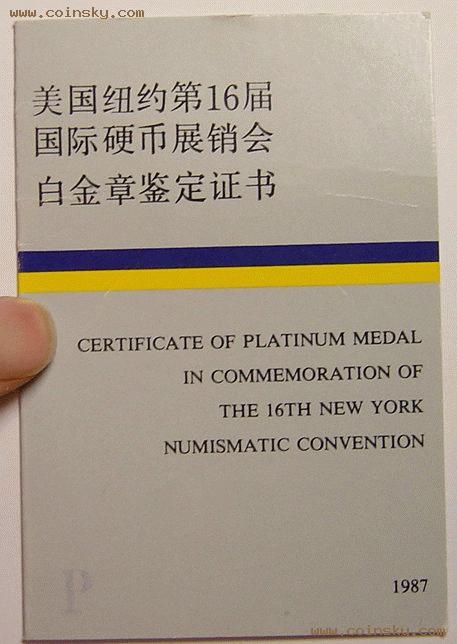 www.coinsky.com
美国纽约第16届
国际硬币展销会
白金章鉴定证书
CERTIFICATE OF PLATINUM MEDAL
IN COMMEMORATION OF
THE 16TH NEW YORK
NUMISMATIC CONVENTION
P
1987
www.coinsky.com